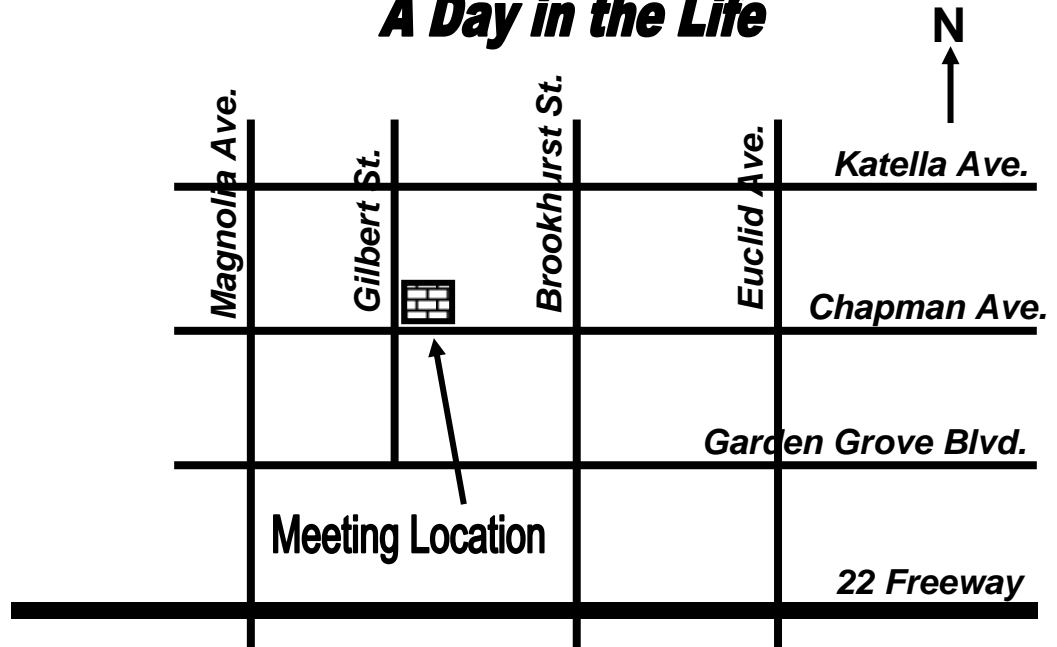 A Day in the Life
N
Magnolia Ave.
Gilbert St.
Brookhurst St.
Euclid Ave.
Katella Ave.
Chapman Ave.
Garden Grove Blvd.
Meeting Location
22 Freeway